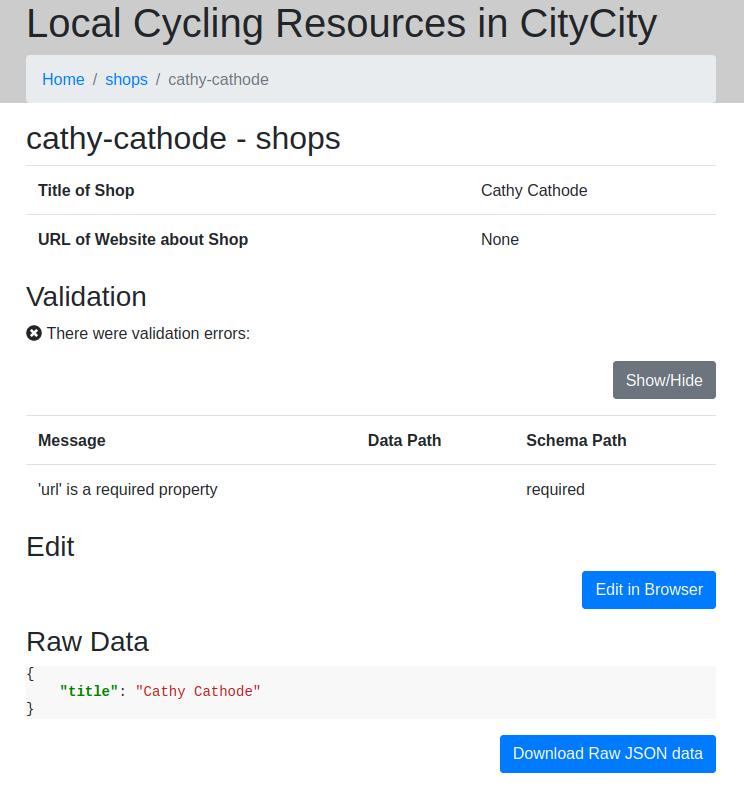 Local Cycling Resources in CityCity
Home / shops / cathy-cathode
cathy-cathode - shops
Title of Shop Cathy Cathode
URL of Website about Shop None
Validation
There were validation errors:
Show/Hide
Message Data Path Schema Path
'url' is a required property required
Edit
Edit in Browser
Raw Data
{
    "title": "Cathy Cathode"
}
Download Raw JSON data